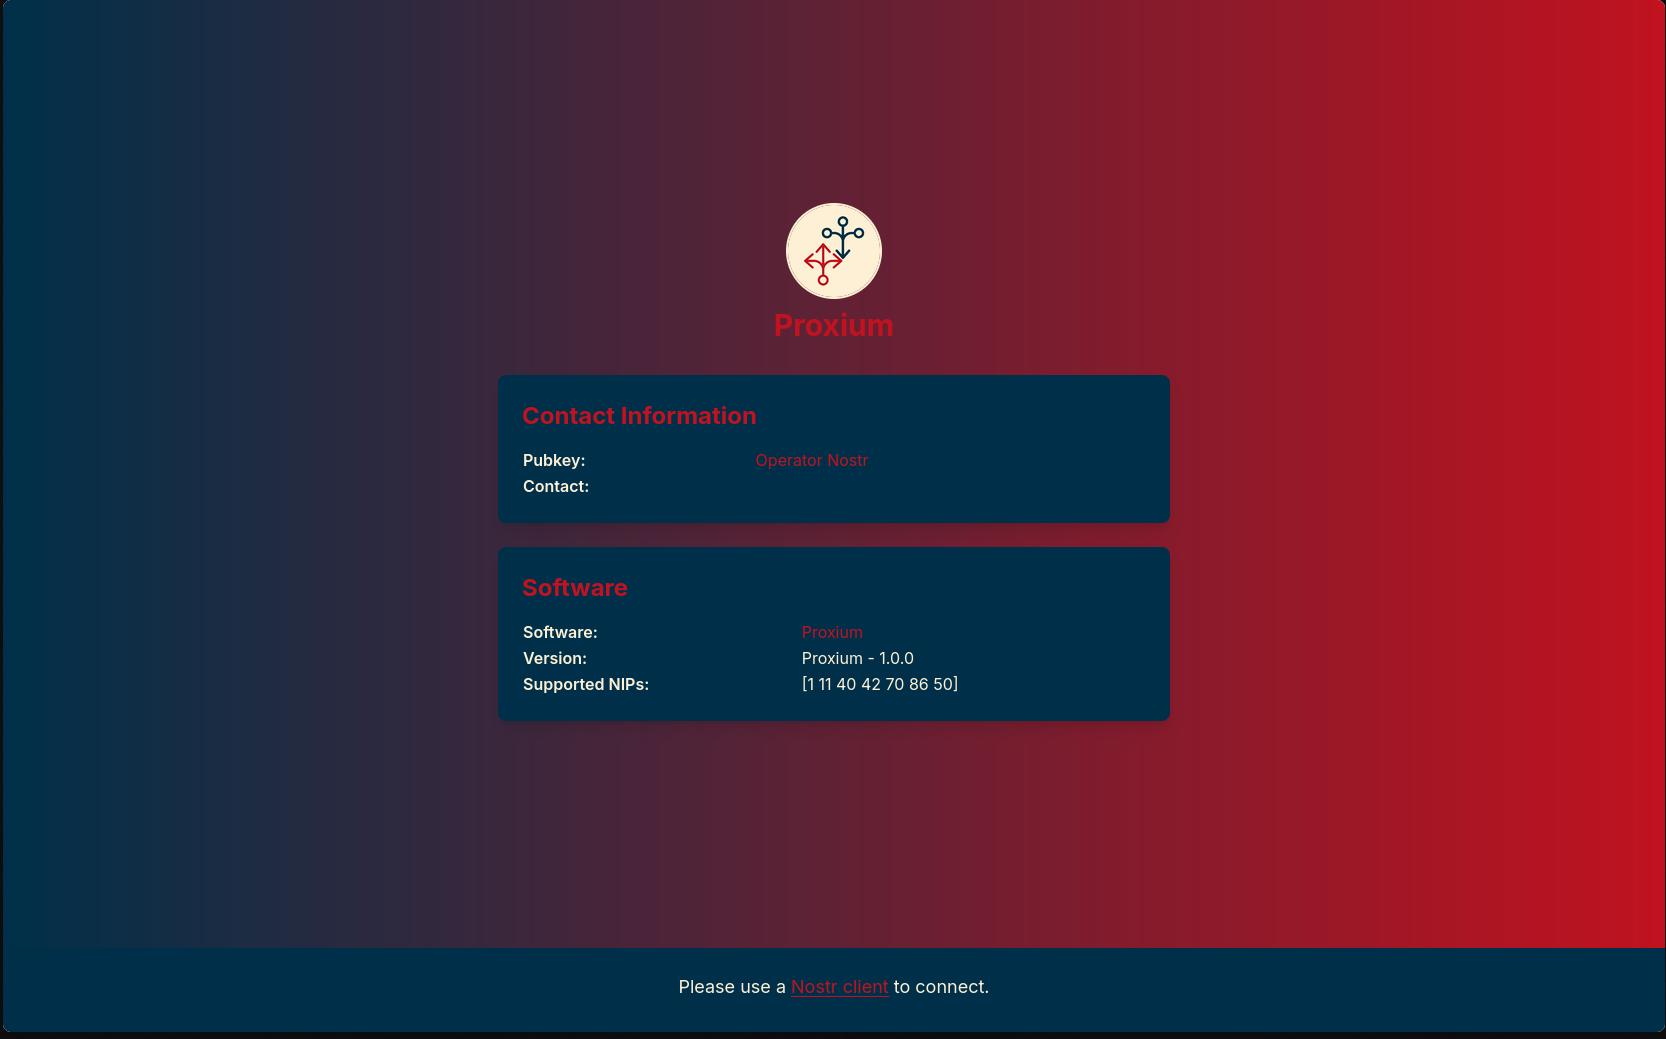 Proxium
Contact Information
Pubkey: Operator Nostr
Contact:
Software
Software: Proxium
Version: Proxium - 1.0.0
Supported NIPs: [1 11 40 42 70 86 50]
Please use a Nostr client to connect.